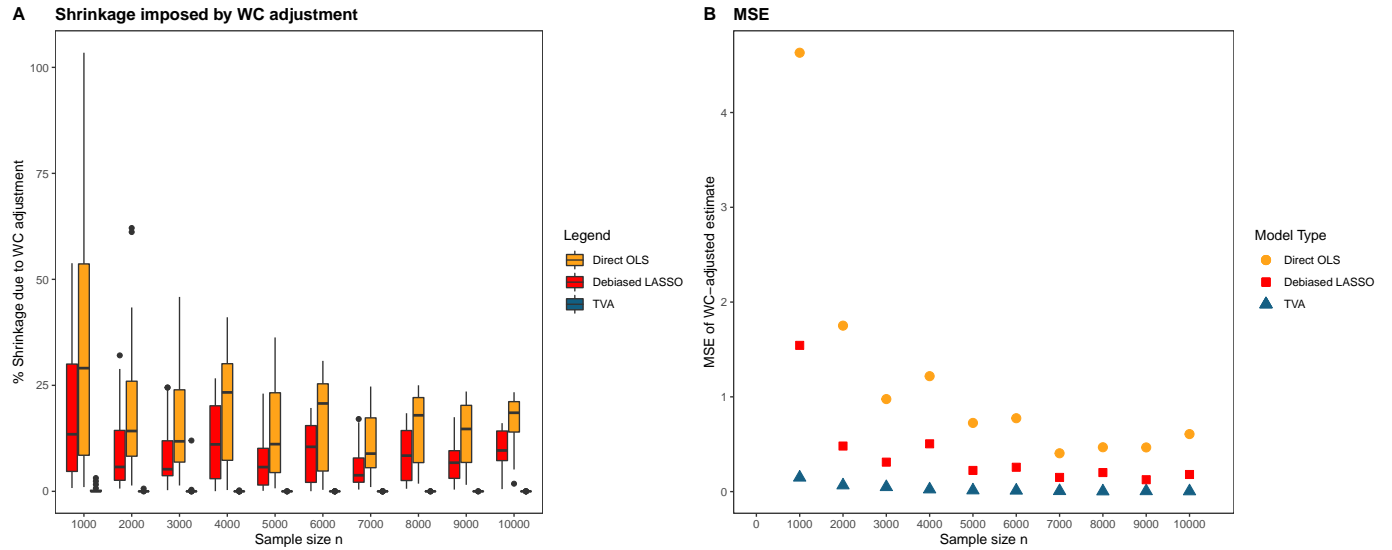 A Shrinkage imposed by WC adjustment
% Shrinkage due to WC adjustment
100
75
50
25
0
1000 2000 3000 4000 5000 6000 7000 8000 9000 10000
Sample size n
Legend
Direct OLS
Debiased LASSO
TVA
B MSE
MSE of WC−adjusted estimate
4
3
2
1
0
0 1000 2000 3000 4000 5000 6000 7000 8000 9000 10000
Sample size n
Model Type
Direct OLS
Debiased LASSO
TVA